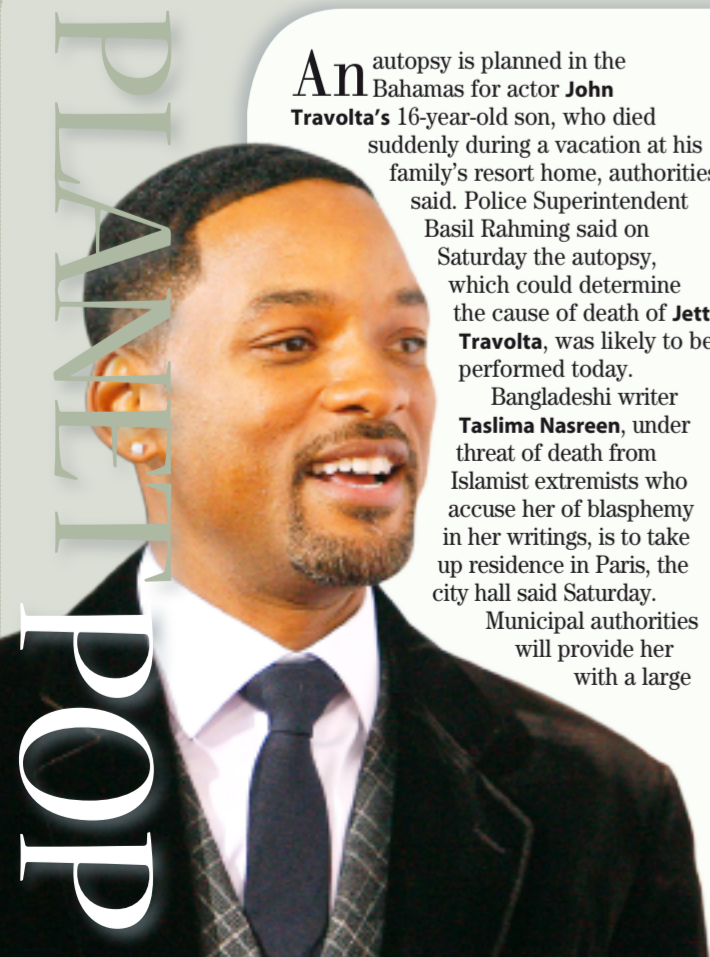 PLANET POP
An autopsy is planned in the
Bahamas for actor John
Travolta's 16-year-old son, who died
suddenly during a vacation at his
family's resort home, authorities
said. Police Superintendent
Basil Rahming said on
Saturday the autopsy,
which could determine
the cause of death of Jett
Travolta, was likely to be
performed today.
Bangladeshi writer
Taslima Nasreen, under
threat of death from
Islamist extremists who
accuse her of blasphemy
in her writings, is to take
up residence in Paris, the
city hall said Saturday.
Municipal authorities
will provide her
with a large